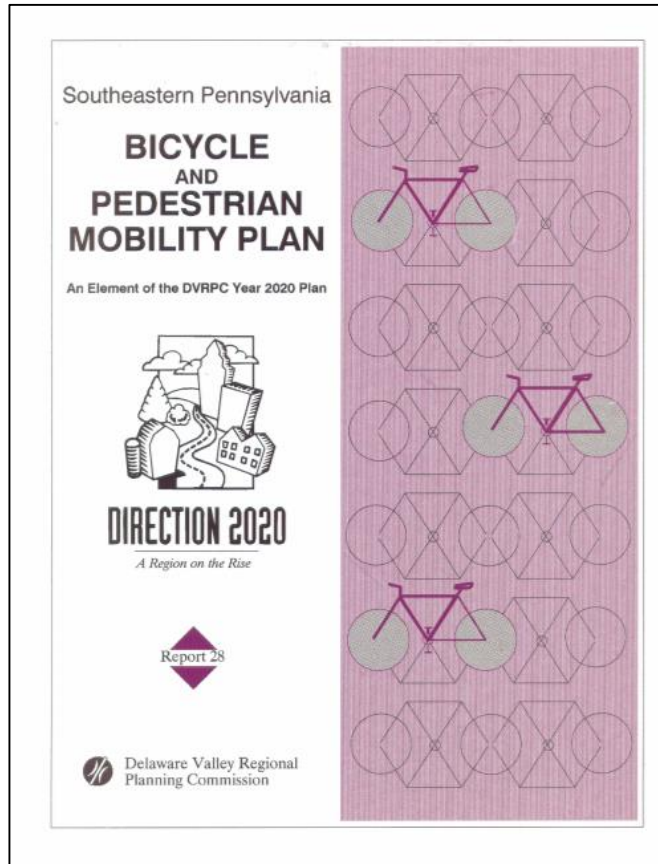 Southeastern Pennsylvania
BICYCLE
AND
PEDESTRIAN
MOBILITY PLAN
An Element of the DVRPC Year 2020 Plan
DIRECTION 2020
A Region on the Rise
Report 28
Delaware Valley Regional
Planning Commission